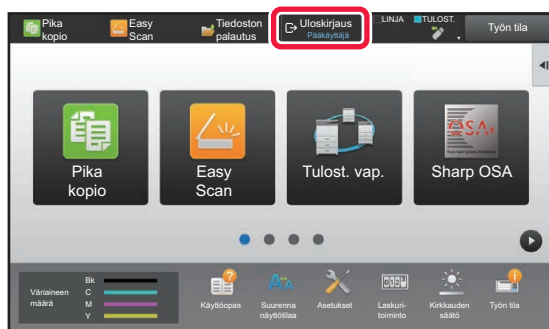 Pika
kopio
Easy
Scan
Tiedoston
palautus
Uloskirjaus
Pääkäyttäjä
LINJA
TULOST.
Työn tila
Pika
kopio
Easy
Scan
Tulost. vap.
OSA
Sharp OSA
Väriaineen
määrä
Bk
C
M
Y
Käyttöopas
Suurenna
näyttötilaa
Asetukset
Laskuri-
toiminto
Kirkkauden
säätö
Työn tila